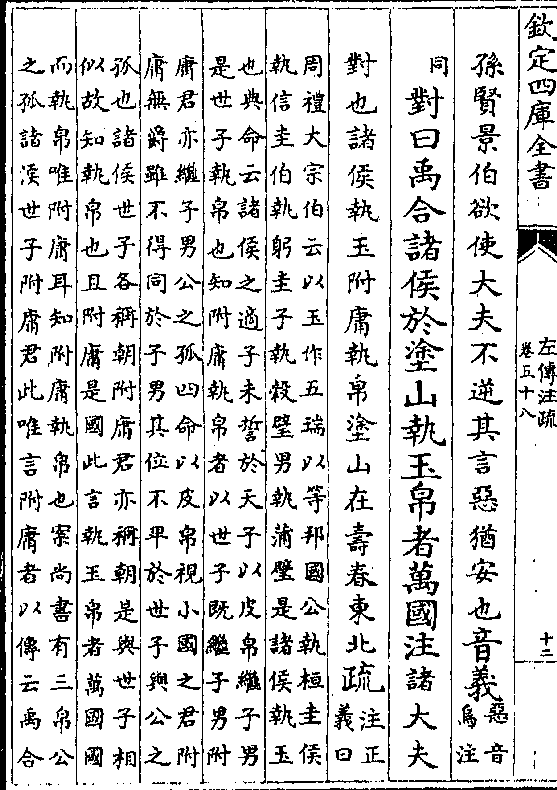 欽定四庫全書
左傳注疏
卷五十八
十三
孫賢景伯欲使大夫不逆其言惡猶安也音義惡音
烏注
同對曰禹合諸侯於塗山執玉帛者萬國注諸大夫
對也諸侯執玉附庸執帛塗山在壽春東北疏注正
義曰
周禮大宗伯云以玉作五瑞以等邦國公執桓圭侯
執信圭伯執躬圭子執穀璧男執蒲璧是諸侯執玉
也典命云諸侯之適子未誓於天子以皮帛繼子男
是世子執帛也知附庸執帛者以世子既繼子男附
庸君亦繼子男公之孤四命以皮帛視小國之君附
庸無爵雖不得同於子男其位不卑於世子與公之
孤也諸侯世子各稱朝附庸君亦稱朝是與世子相
似故知執帛也且附庸是國此言執玉帛者萬國國
而執帛唯附庸耳知附庸執帛也案尚書有三帛公
之孤諸侯世子附庸君此唯言附庸者以傳云禹合